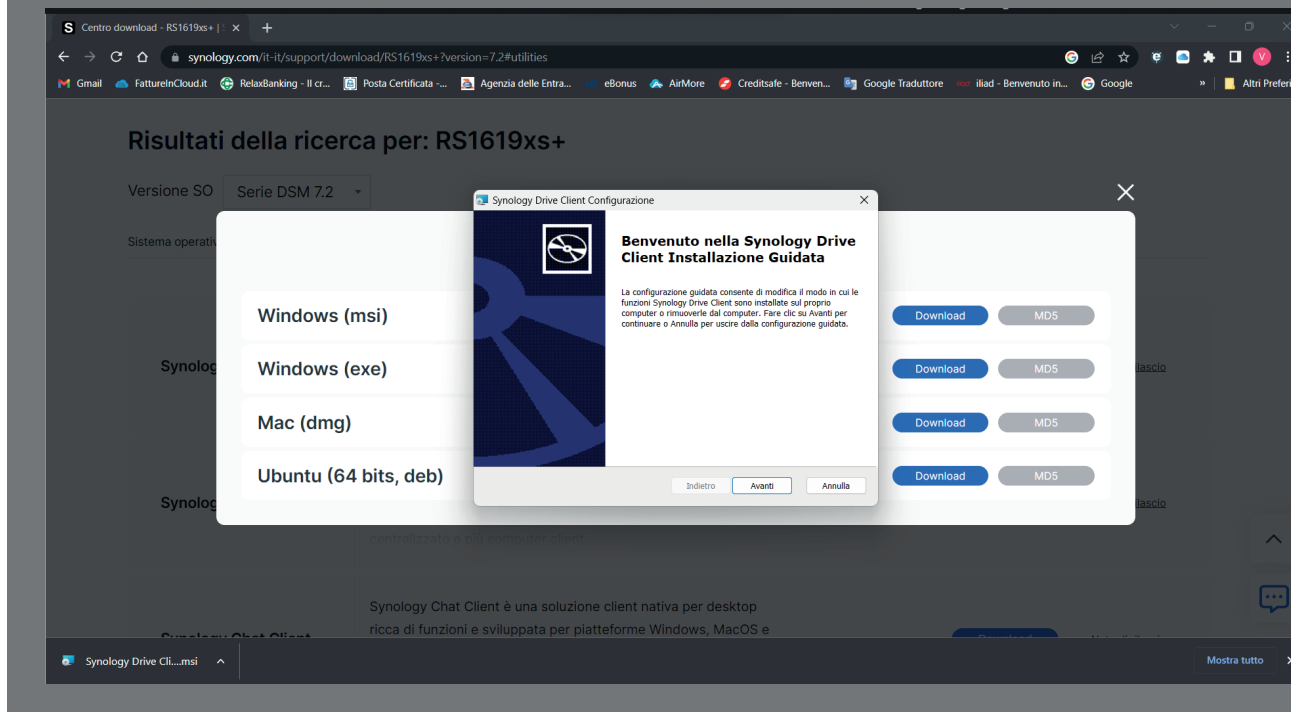 S Centro download - RS1619xs+ |
synology.com/it-it/support/download/RS1619xs+?version=7.2#utilities
V
Gmail FattureInCloud.it RelaxBanking - Il cr... Posta Certificata -... Agenzia delle Entra... eBonus AirMore Creditsafe - Benven... Google Traduttore iliad - Benvenuto in... Google » Altri Preferi
Risultati della ricerca per: RS1619xs+
Versione SO Serie DSM 7.2
Sistema operativ
Synology Drive Client Configurazione
Benvenuto nella Synology Drive
Client Installazione Guidata
La configurazione guidata consente di modifica il modo in cui le
funzioni Synology Drive Client sono installate sul proprio
computer o rimuoverle dal computer. Fare clic su Avanti per
continuare o Annulla per uscire dalla configurazione guidata.
Indietro Avanti Annulla
Windows (msi) Download MD5
Windows (exe) Download MD5
Mac (dmg) Download MD5
Ubuntu (64 bits, deb) Download MD5
Synolog ilascio
Synolog ilascio
centralizzato e più computer client
Synology Chat Client è una soluzione client nativa per desktop
ricca di funzioni e sviluppata per piattaforme Windows, MacOS e
Synology Chat Client Download
Synology Drive Cli....msi Mostra tutto